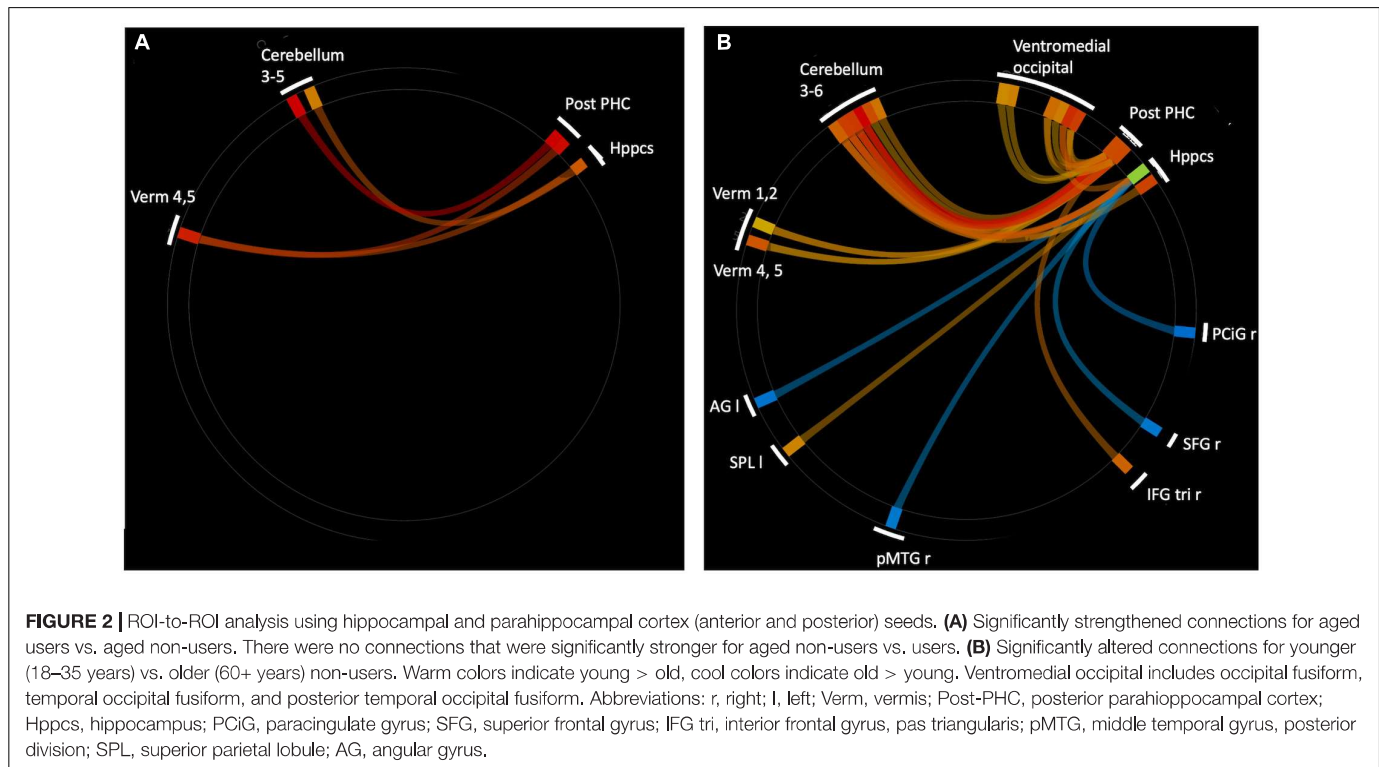 A
Cerebellum
3-5
Post PHC
Hppcs
Verm 4,5
B
Ventromedial
occipital
Cerebellum
3-6
Post PHC
Hppcs
Verm 1,2
Verm 4, 5
PCiG r
AG l
SFG r
SPL l
IFG tri r
pMTG r
FIGURE 2 | ROI-to-ROI analysis using hippocampal and parahippocampal cortex (anterior and posterior) seeds. (A) Significantly strengthened connections for aged
users vs. aged non-users. There were no connections that were significantly stronger for aged non-users vs. users. (B) Significantly altered connections for younger
(18–35 years) vs. older (60+ years) non-users. Warm colors indicate young > old, cool colors indicate old > young. Ventromedial occipital includes occipital fusiform,
temporal occipital fusiform, and posterior temporal occipital fusiform. Abbreviations: r, right; l, left; Verm, vermis; Post-PHC, posterior parahioppocampal cortex;
Hppcs, hippocampus; PCiG, paracingulate gyrus; SFG, superior frontal gyrus; IFG tri, interior frontal gyrus, pas triangularis; pMTG, middle temporal gyrus, posterior
division; SPL, superior parietal lobule; AG, angular gyrus.